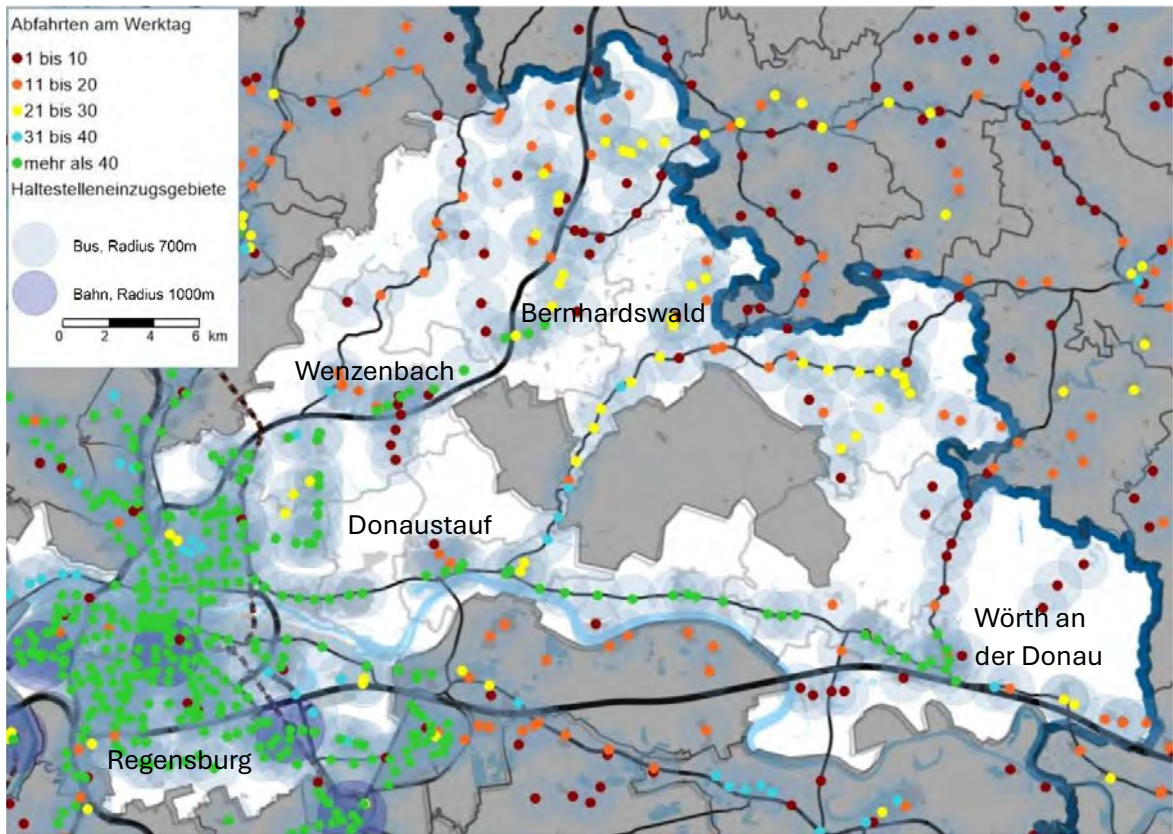 Abfahrten am Werktag
1 bis 10
11 bis 20
21 bis 30
31 bis 40
mehr als 40
Haltestelleneinzugsgebiete
Bus, Radius 700m
Bahn, Radius 1000m
0 2 4 6 km
Bernhardswald
Wenzenbach
Donaustauf
Wörth an
der Donau
Regensburg